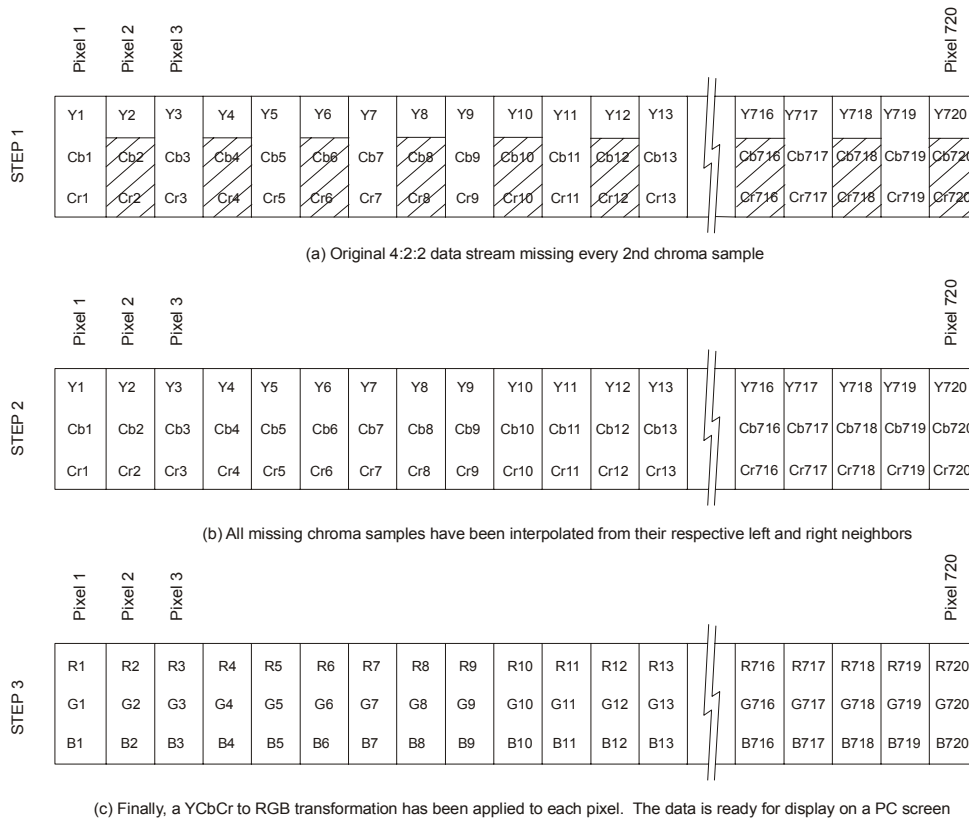 Pixel 1 Pixel 2 Pixel 3 Pixel 720
STEP 1
Y1 Y2 Y3 Y4 Y5 Y6 Y7 Y8 Y9 Y10 Y11 Y12 Y13 Y716 Y717 Y718 Y719 Y720
Cb1 Cb2 Cb3 Cb4 Cb5 Cb6 Cb7 Cb8 Cb9 Cb10 Cb11 Cb12 Cb13 Cb716 Cb717 Cb718 Cb719 Cb720
Cr1 Cr2 Cr3 Cr4 Cr5 Cr6 Cr7 Cr8 Cr9 Cr10 Cr11 Cr12 Cr13 Cr716 Cr717 Cr718 Cr719 Cr720
(a) Original 4:2:2 data stream missing every 2nd chroma sample
Pixel 1 Pixel 2 Pixel 3 Pixel 720
STEP 2
Y1 Y2 Y3 Y4 Y5 Y6 Y7 Y8 Y9 Y10 Y11 Y12 Y13 Y716 Y717 Y718 Y719 Y720
Cb1 Cb2 Cb3 Cb4 Cb5 Cb6 Cb7 Cb8 Cb9 Cb10 Cb11 Cb12 Cb13 Cb716 Cb717 Cb718 Cb719 Cb720
Cr1 Cr2 Cr3 Cr4 Cr5 Cr6 Cr7 Cr8 Cr9 Cr10 Cr11 Cr12 Cr13 Cr716 Cr717 Cr718 Cr719 Cr720
(b) All missing chroma samples have been interpolated from their respective left and right neighbors
Pixel 1 Pixel 2 Pixel 3 Pixel 720
STEP 3
R1 R2 R3 R4 R5 R6 R7 R8 R9 R10 R11 R12 R13 R716 R717 R718 R719 R720
G1 G2 G3 G4 G5 G6 G7 G8 G9 G10 G11 G12 G13 G716 G717 G718 G719 G720
B1 B2 B3 B4 B5 B6 B7 B8 B9 B10 B11 B12 B13 B716 B717 B718 B719 B720
(c) Finally, a YCbCr to RGB transformation has been applied to each pixel. The data is ready for display on a PC screen